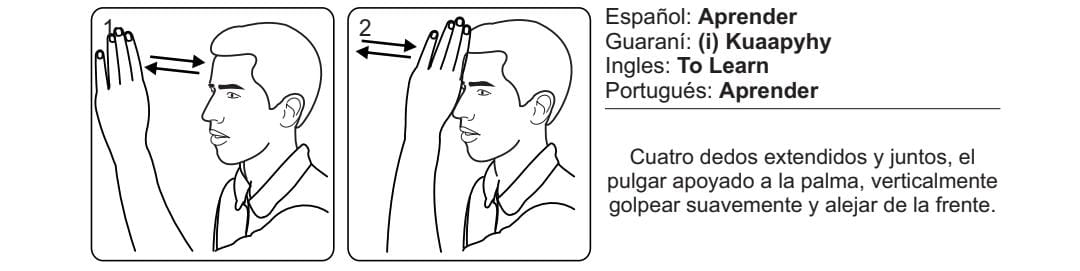 1
2
Español: Aprender
Guaraní: (i) Kuaapyhy
Ingles: To Learn
Portugués: Aprender
Cuatro dedos extendidos y juntos, el
pulgar apoyado a la palma, verticalmente
golpear suavemente y alejar de la frente.